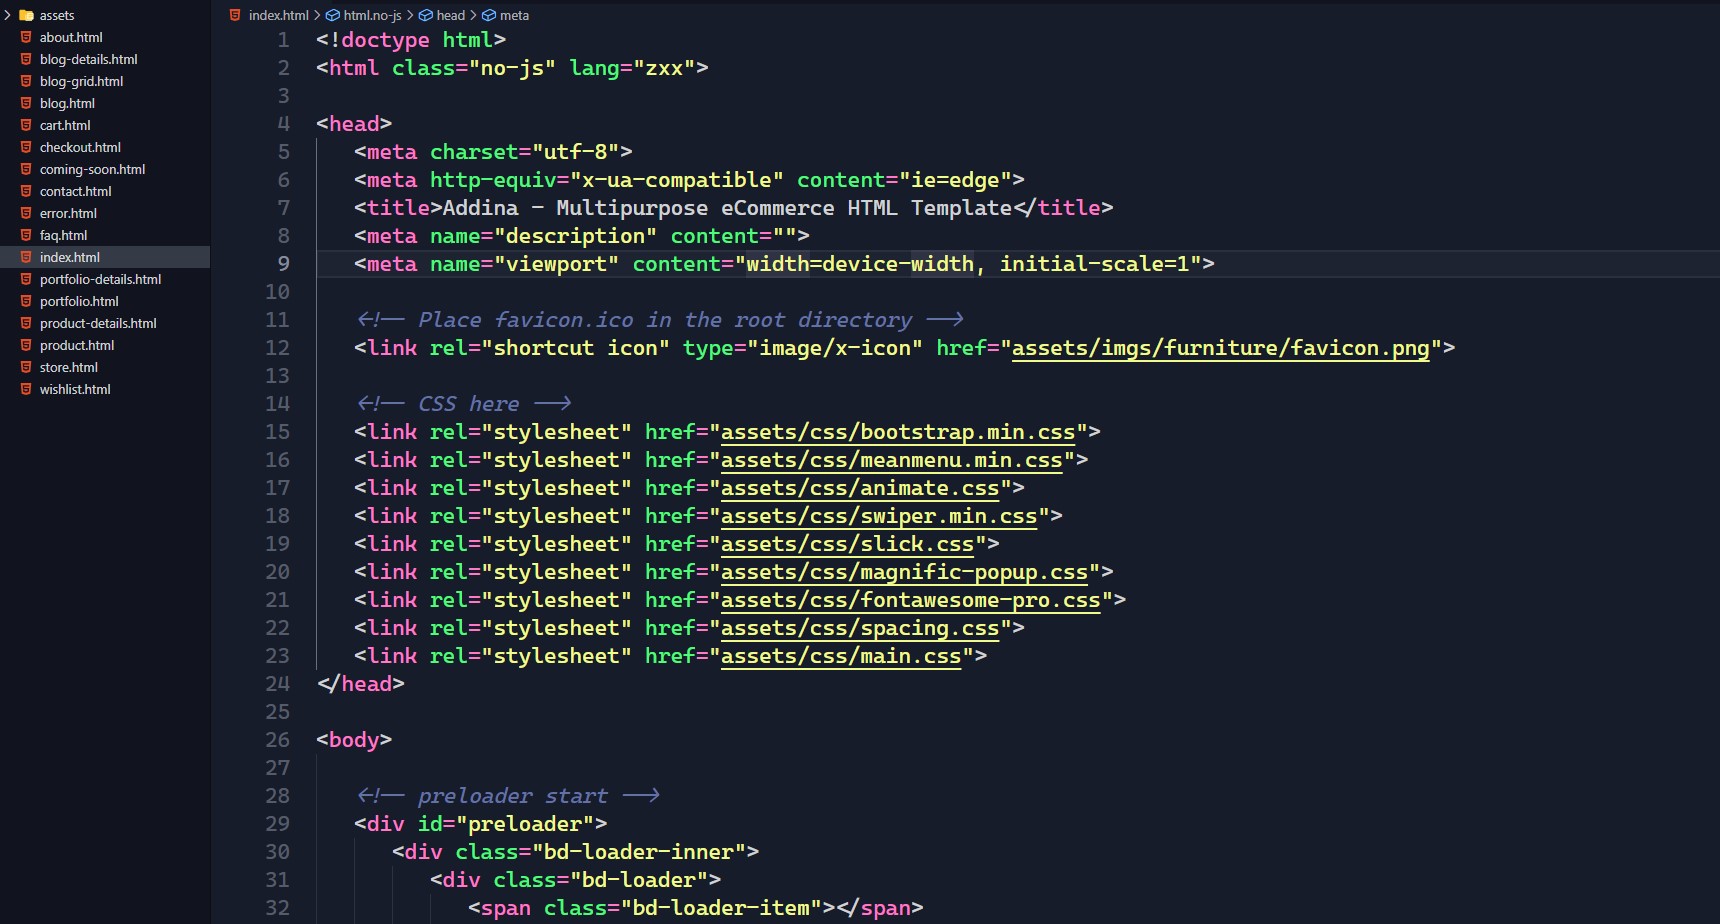 assets
about.html
blog-details.html
blog-grid.html
blog.html
cart.html
checkout.html
coming-soon.html
contact.html
error.html
faq.html
index.html
portfolio-details.html
portfolio.html
product-details.html
product.html
store.html
wishlist.html
index.html > html.no-js > head > meta
1 <!doctype html>
2 <html class="no-js" lang="zxx">
3
4 <head>
5 <meta charset="utf-8">
6 <meta http-equiv="x-ua-compatible" content="ie=edge">
7 <title>Addina - Multipurpose eCommerce HTML Template</title>
8 <meta name="description" content="">
9 <meta name="viewport" content="width=device-width, initial-scale=1">
10
11 <!-- Place favicon.ico in the root directory -->
12 <link rel="shortcut icon" type="image/x-icon" href="assets/imgs/furniture/favicon.png">
13
14 <!-- CSS here -->
15 <link rel="stylesheet" href="assets/css/bootstrap.min.css">
16 <link rel="stylesheet" href="assets/css/meanmenu.min.css">
17 <link rel="stylesheet" href="assets/css/animate.css">
18 <link rel="stylesheet" href="assets/css/swiper.min.css">
19 <link rel="stylesheet" href="assets/css/slick.css">
20 <link rel="stylesheet" href="assets/css/magnific-popup.css">
21 <link rel="stylesheet" href="assets/css/fontawesome-pro.css">
22 <link rel="stylesheet" href="assets/css/spacing.css">
23 <link rel="stylesheet" href="assets/css/main.css">
24 </head>
25
26 <body>
27
28 <!-- preloader start -->
29 <div id="preloader">
30 <div class="bd-loader-inner">
31 <div class="bd-loader">
32 <span class="bd-loader-item"></span>